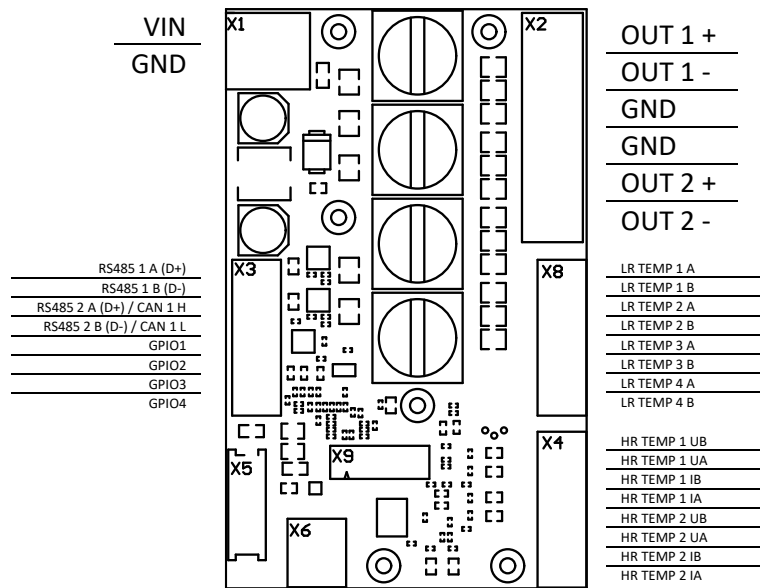 VIN
GND
X1
X2
OUT 1 +
OUT 1 -
GND
GND
OUT 2 +
OUT 2 -
RS485 1 A (D+)
RS485 1 B (D-)
RS485 2 A (D+) / CAN 1 H
RS485 2 B (D-) / CAN 1 L
GPIO1
GPIO2
GPIO3
GPIO4
X3
X8
LR TEMP 1 A
LR TEMP 1 B
LR TEMP 2 A
LR TEMP 2 B
LR TEMP 3 A
LR TEMP 3 B
LR TEMP 4 A
LR TEMP 4 B
X5
X9
X4
X6
HR TEMP 1 UB
HR TEMP 1 UA
HR TEMP 1 IB
HR TEMP 1 IA
HR TEMP 2 UB
HR TEMP 2 UA
HR TEMP 2 IB
HR TEMP 2 IA